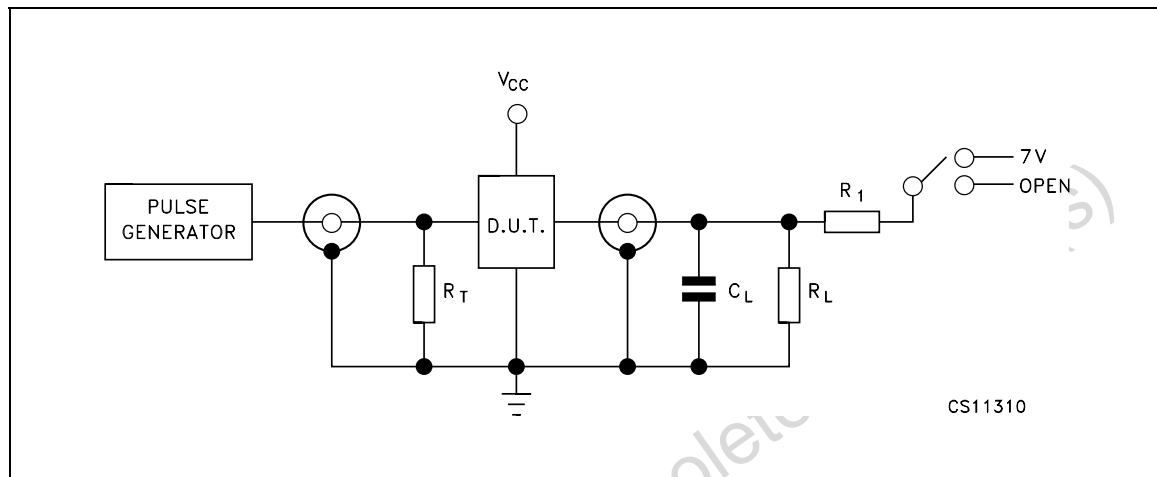 VCC
7V
OPEN
R1
PULSE
GENERATOR
D.U.T.
RT
CL
RL
CS11310